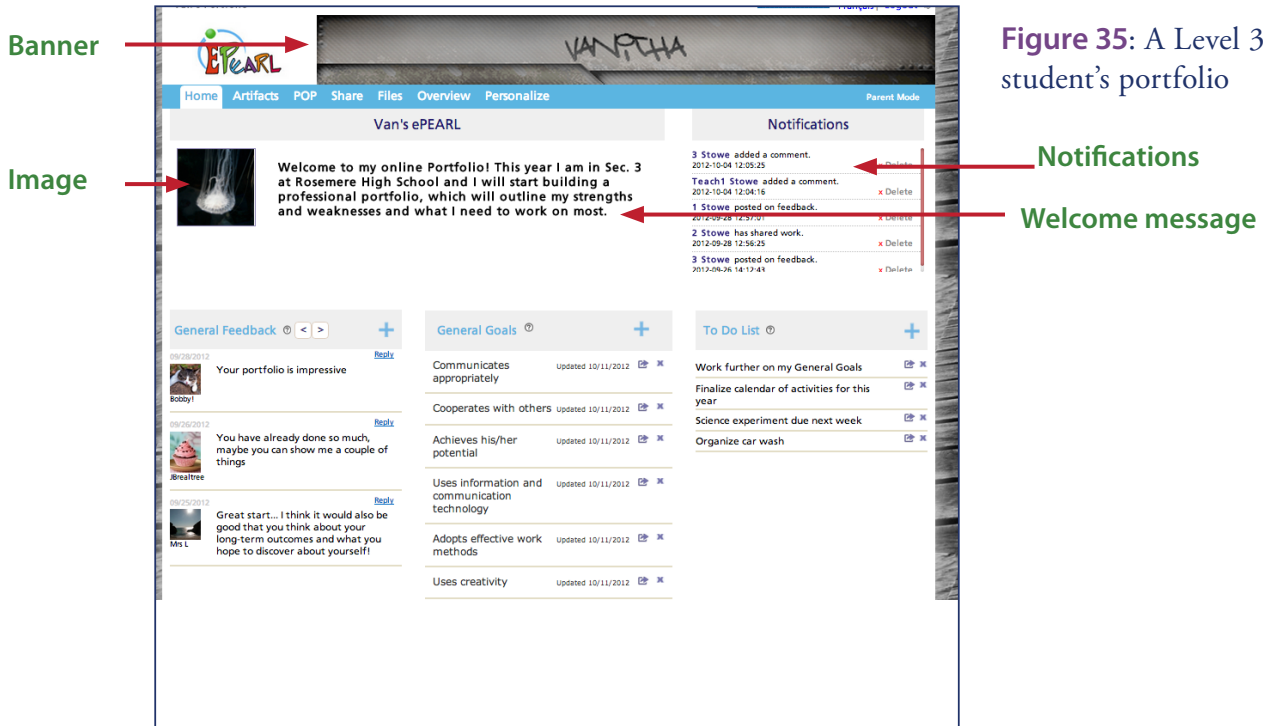 Banner
Image
Figure 35: A Level 3
student's portfolio
Notifications
Welcome message
ePEARL
VANITHA
Home Artifacts POP Share Files Overview Personalize Parent Mode
Van's ePEARL
Welcome to my online Portfolio! This year I am in Sec. 3
at Rosemere High School and I will start building a
professional portfolio, which will outline my strengths
and weaknesses and what I need to work on most.
Notifications
3 Stowe added a comment.
2012-10-04 12:05:25 x Delete
Teach1 Stowe added a comment.
2012-10-04 12:04:16 x Delete
1 Stowe posted on feedback.
2012-09-28 12:57:01 x Delete
2 Stowe has shared work.
2012-09-28 12:56:25 x Delete
3 Stowe posted on feedback.
2012-09-26 14:12:43 x Delete
General Feedback ? < > +
09/28/2012 Reply
Your portfolio is impressive
Bobby!
09/26/2012 Reply
You have already done so much,
maybe you can show me a couple of
things
JBrealtree
09/25/2012 Reply
Great start... I think it would also be
good that you think about your
long-term outcomes and what you
hope to discover about yourself!
Mrs L
General Goals ? +
Communicates
appropriately
Updated 10/11/2012
Cooperates with others Updated 10/11/2012
Achieves his/her
potential
Updated 10/11/2012
Uses information and
communication
technology
Updated 10/11/2012
Adopts effective work
methods
Updated 10/11/2012
Uses creativity Updated 10/11/2012
To Do List ? +
Work further on my General Goals
Finalize calendar of activities for this
year
Science experiment due next week
Organize car wash